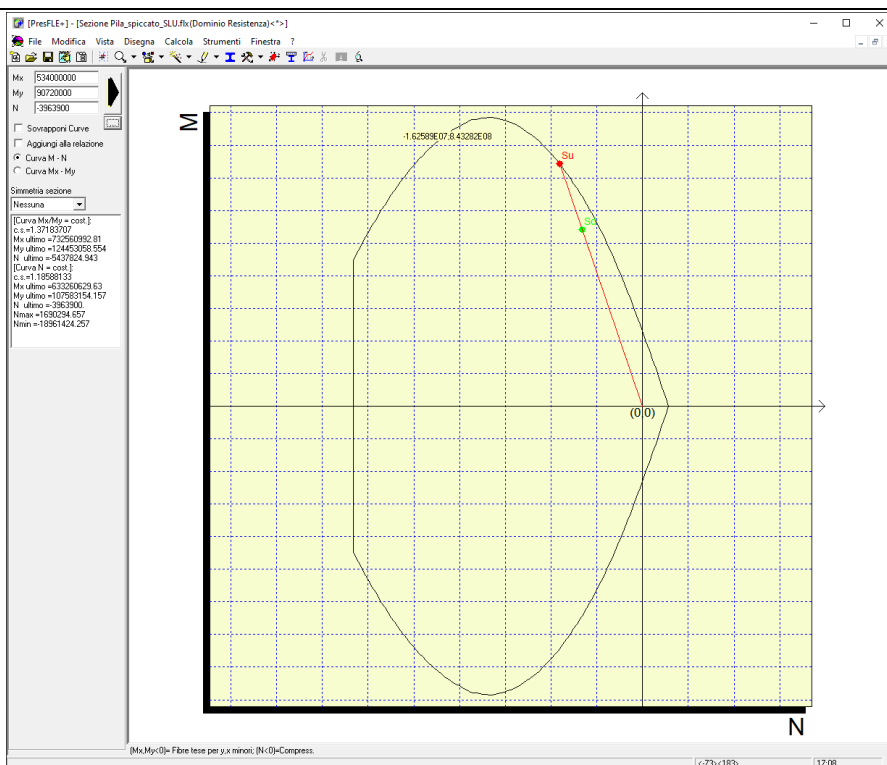 [PresFLE+] - [Sezione Pila_spiccato_SLU.flx(Dominio Resistenza)<*>]
File Modifica Vista Disegna Calcola Strumenti Finestra ?
Mx 534000000
My 90720000
N -3963900
Sovrapponi Curve
Aggiungi alla relazione
Curva M - N
Curva Mx - My
Simmetria sezione
Nessuna
[Curva Mx/My = cost.]:
c.s.=1.37183707
Mx ultimo =732560992.81
My ultimo =124453058.554
N ultimo =-5437824.943
[Curva N = cost.]:
c.s.=1.18588133
Mx ultimo =633260629.63
My ultimo =107583154.157
N ultimo =-3963900.
Nmax =1690294.657
Nmin =-18961424.257
M
-1.62589E07;8.43282E08
Su
Sd
(0,0)
N
(Mx,My<0)= Fibre tese per y,x minori; (N<0)=Compress.
(-73)<183)
17:08